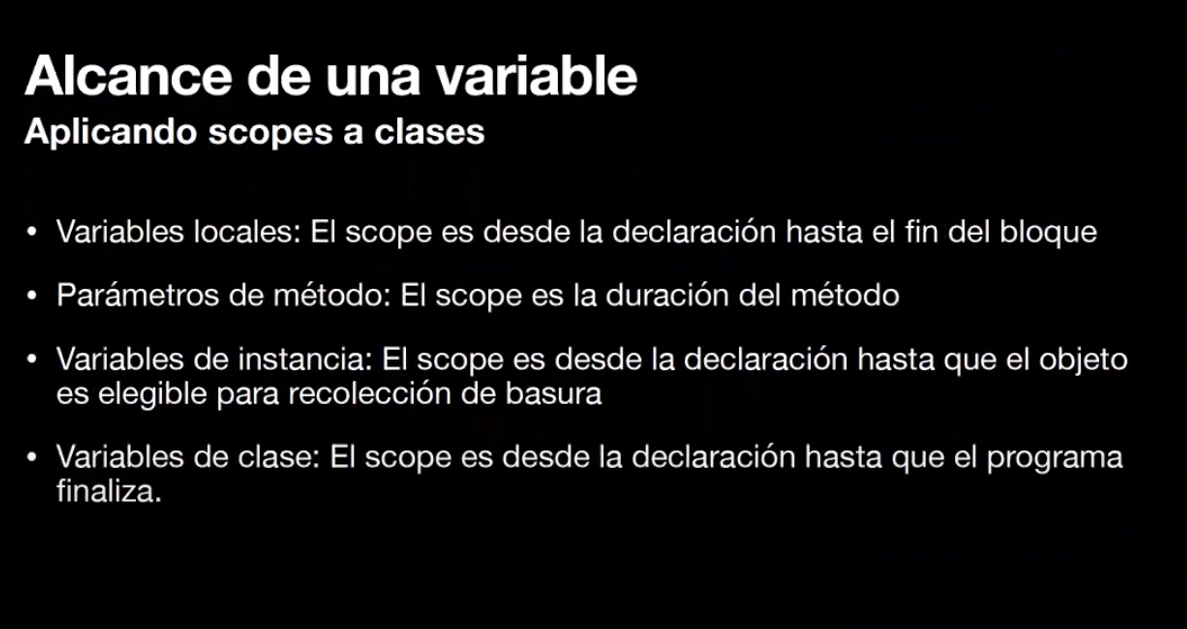 Alcance de una variable
Aplicando scopes a clases
• Variables locales: El scope es desde la declaración hasta el fin del bloque
• Parámetros de método: El scope es la duración del método
• Variables de instancia: El scope es desde la declaración hasta que el objeto
es elegible para recolección de basura
• Variables de clase: El scope es desde la declaración hasta que el programa
finaliza.